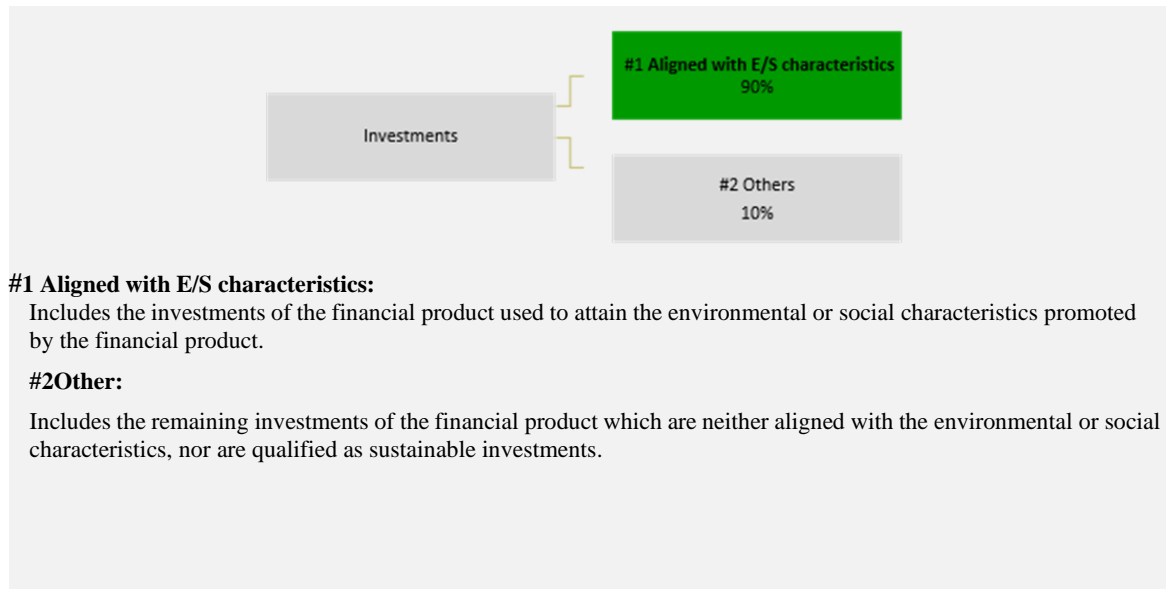 #1 Aligned with E/S characteristics
90%
Investments
#2 Others
10%
#1 Aligned with E/S characteristics:
Includes the investments of the financial product used to attain the environmental or social characteristics promoted
by the financial product.
#2Other:
Includes the remaining investments of the financial product which are neither aligned with the environmental or social
characteristics, nor are qualified as sustainable investments.